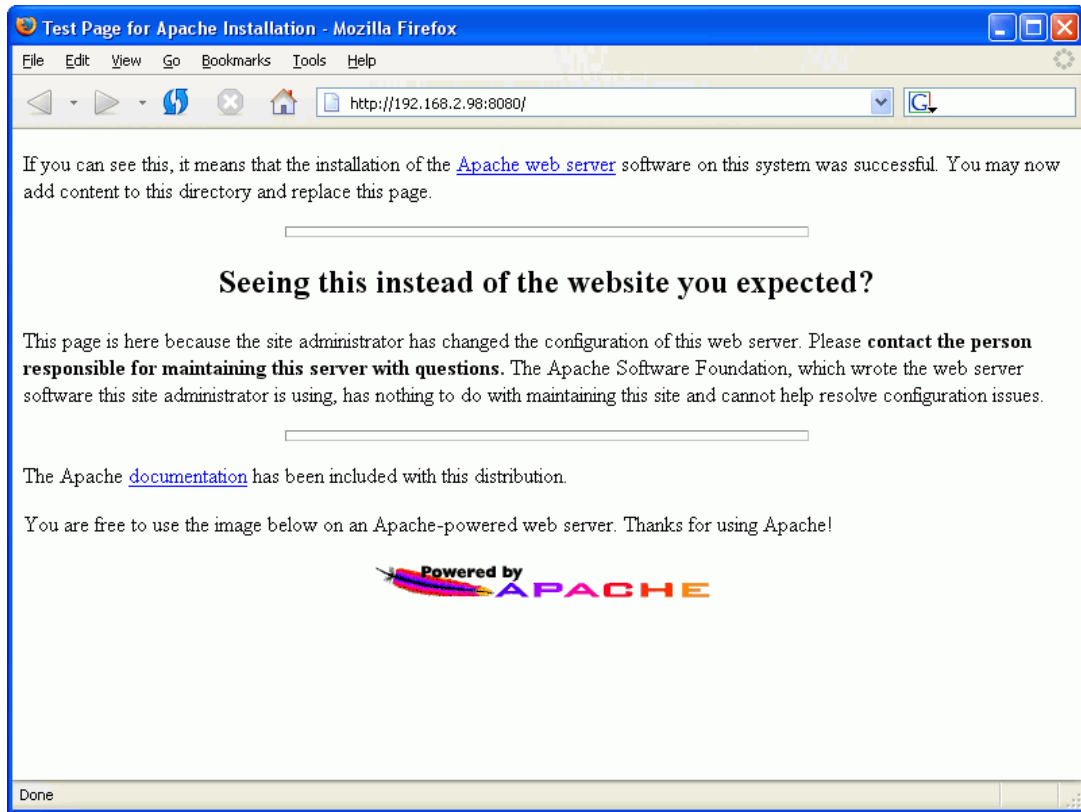 Test Page for Apache Installation - Mozilla Firefox
File Edit View Go Bookmarks Tools Help
http://192.168.2.98:8080/
G
If you can see this, it means that the installation of the Apache web server software on this system was successful. You may now
add content to this directory and replace this page.
Seeing this instead of the website you expected?
This page is here because the site administrator has changed the configuration of this web server. Please contact the person
responsible for maintaining this server with questions. The Apache Software Foundation, which wrote the web server
software this site administrator is using, has nothing to do with maintaining this site and cannot help resolve configuration issues.
The Apache documentation has been included with this distribution.
You are free to use the image below on an Apache-powered web server. Thanks for using Apache!
Powered by
APACHE
Done